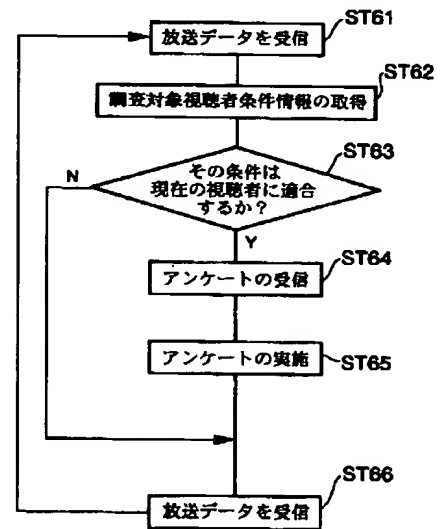 放送データを受信
ST61
調査対象視聴者条件情報の取得
ST62
その条件は
現在の視聴者に適合
するか？
ST63
N
Y
アンケートの受信
ST64
アンケートの実施
ST65
放送データを受信
ST66